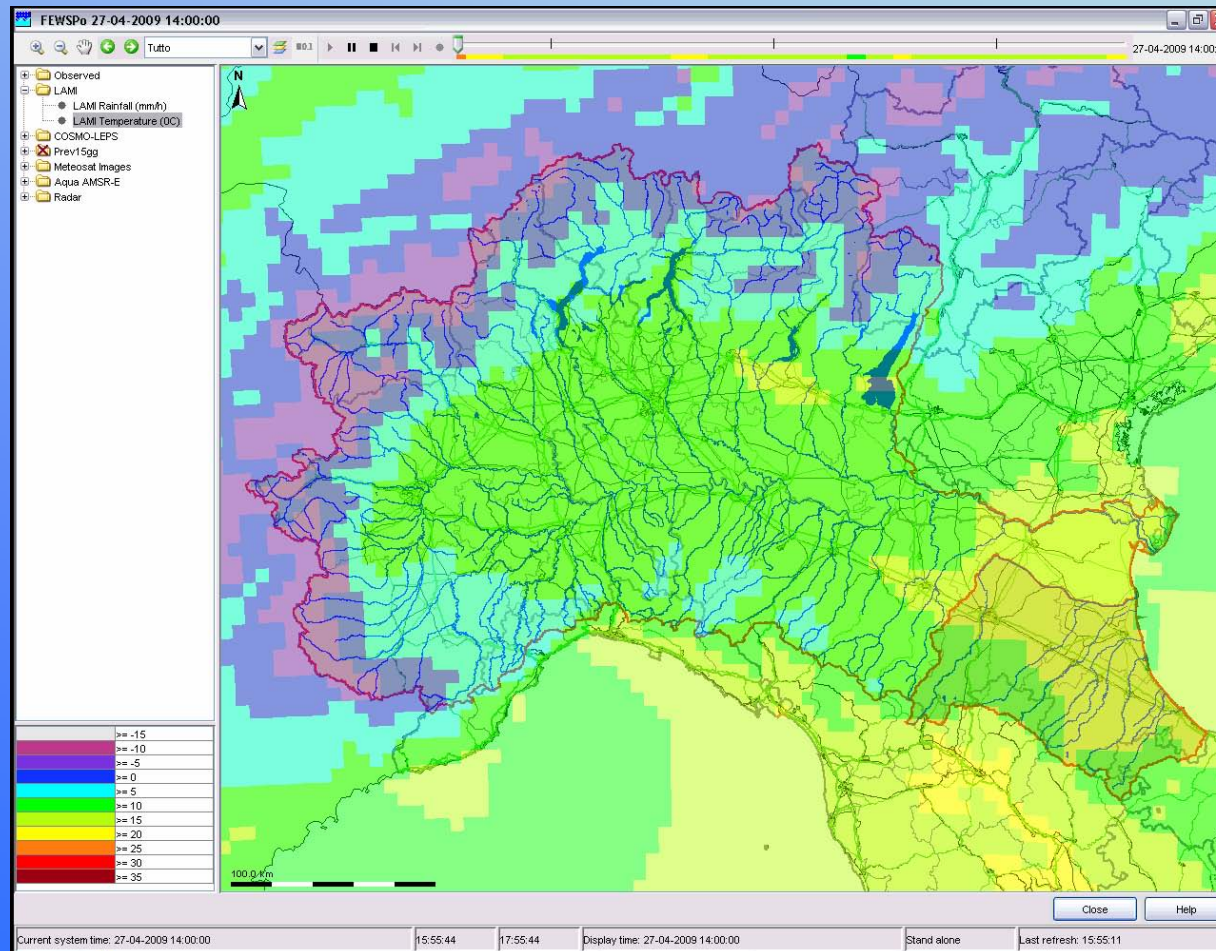 FEWSPo 27-04-2009 14:00:00
Tutto
27-04-2009 14:00:
Observed
LAMI
LAMI Rainfall (mm/h)
LAMI Temperature (0C)
COSMO-LEPS
Prev15gg
Meteosat Images
Aqua AMSR-E
Radar
N
>= -15
>= -10
>= -5
>= 0
>= 5
>= 10
>= 15
>= 20
>= 25
>= 30
>= 35
100.0 km
Close
Help
Current system time: 27-04-2009 14:00:00
15:55:44
17:55:44
Display time: 27-04-2009 14:00:00
Stand alone
Last refresh: 15:55:11